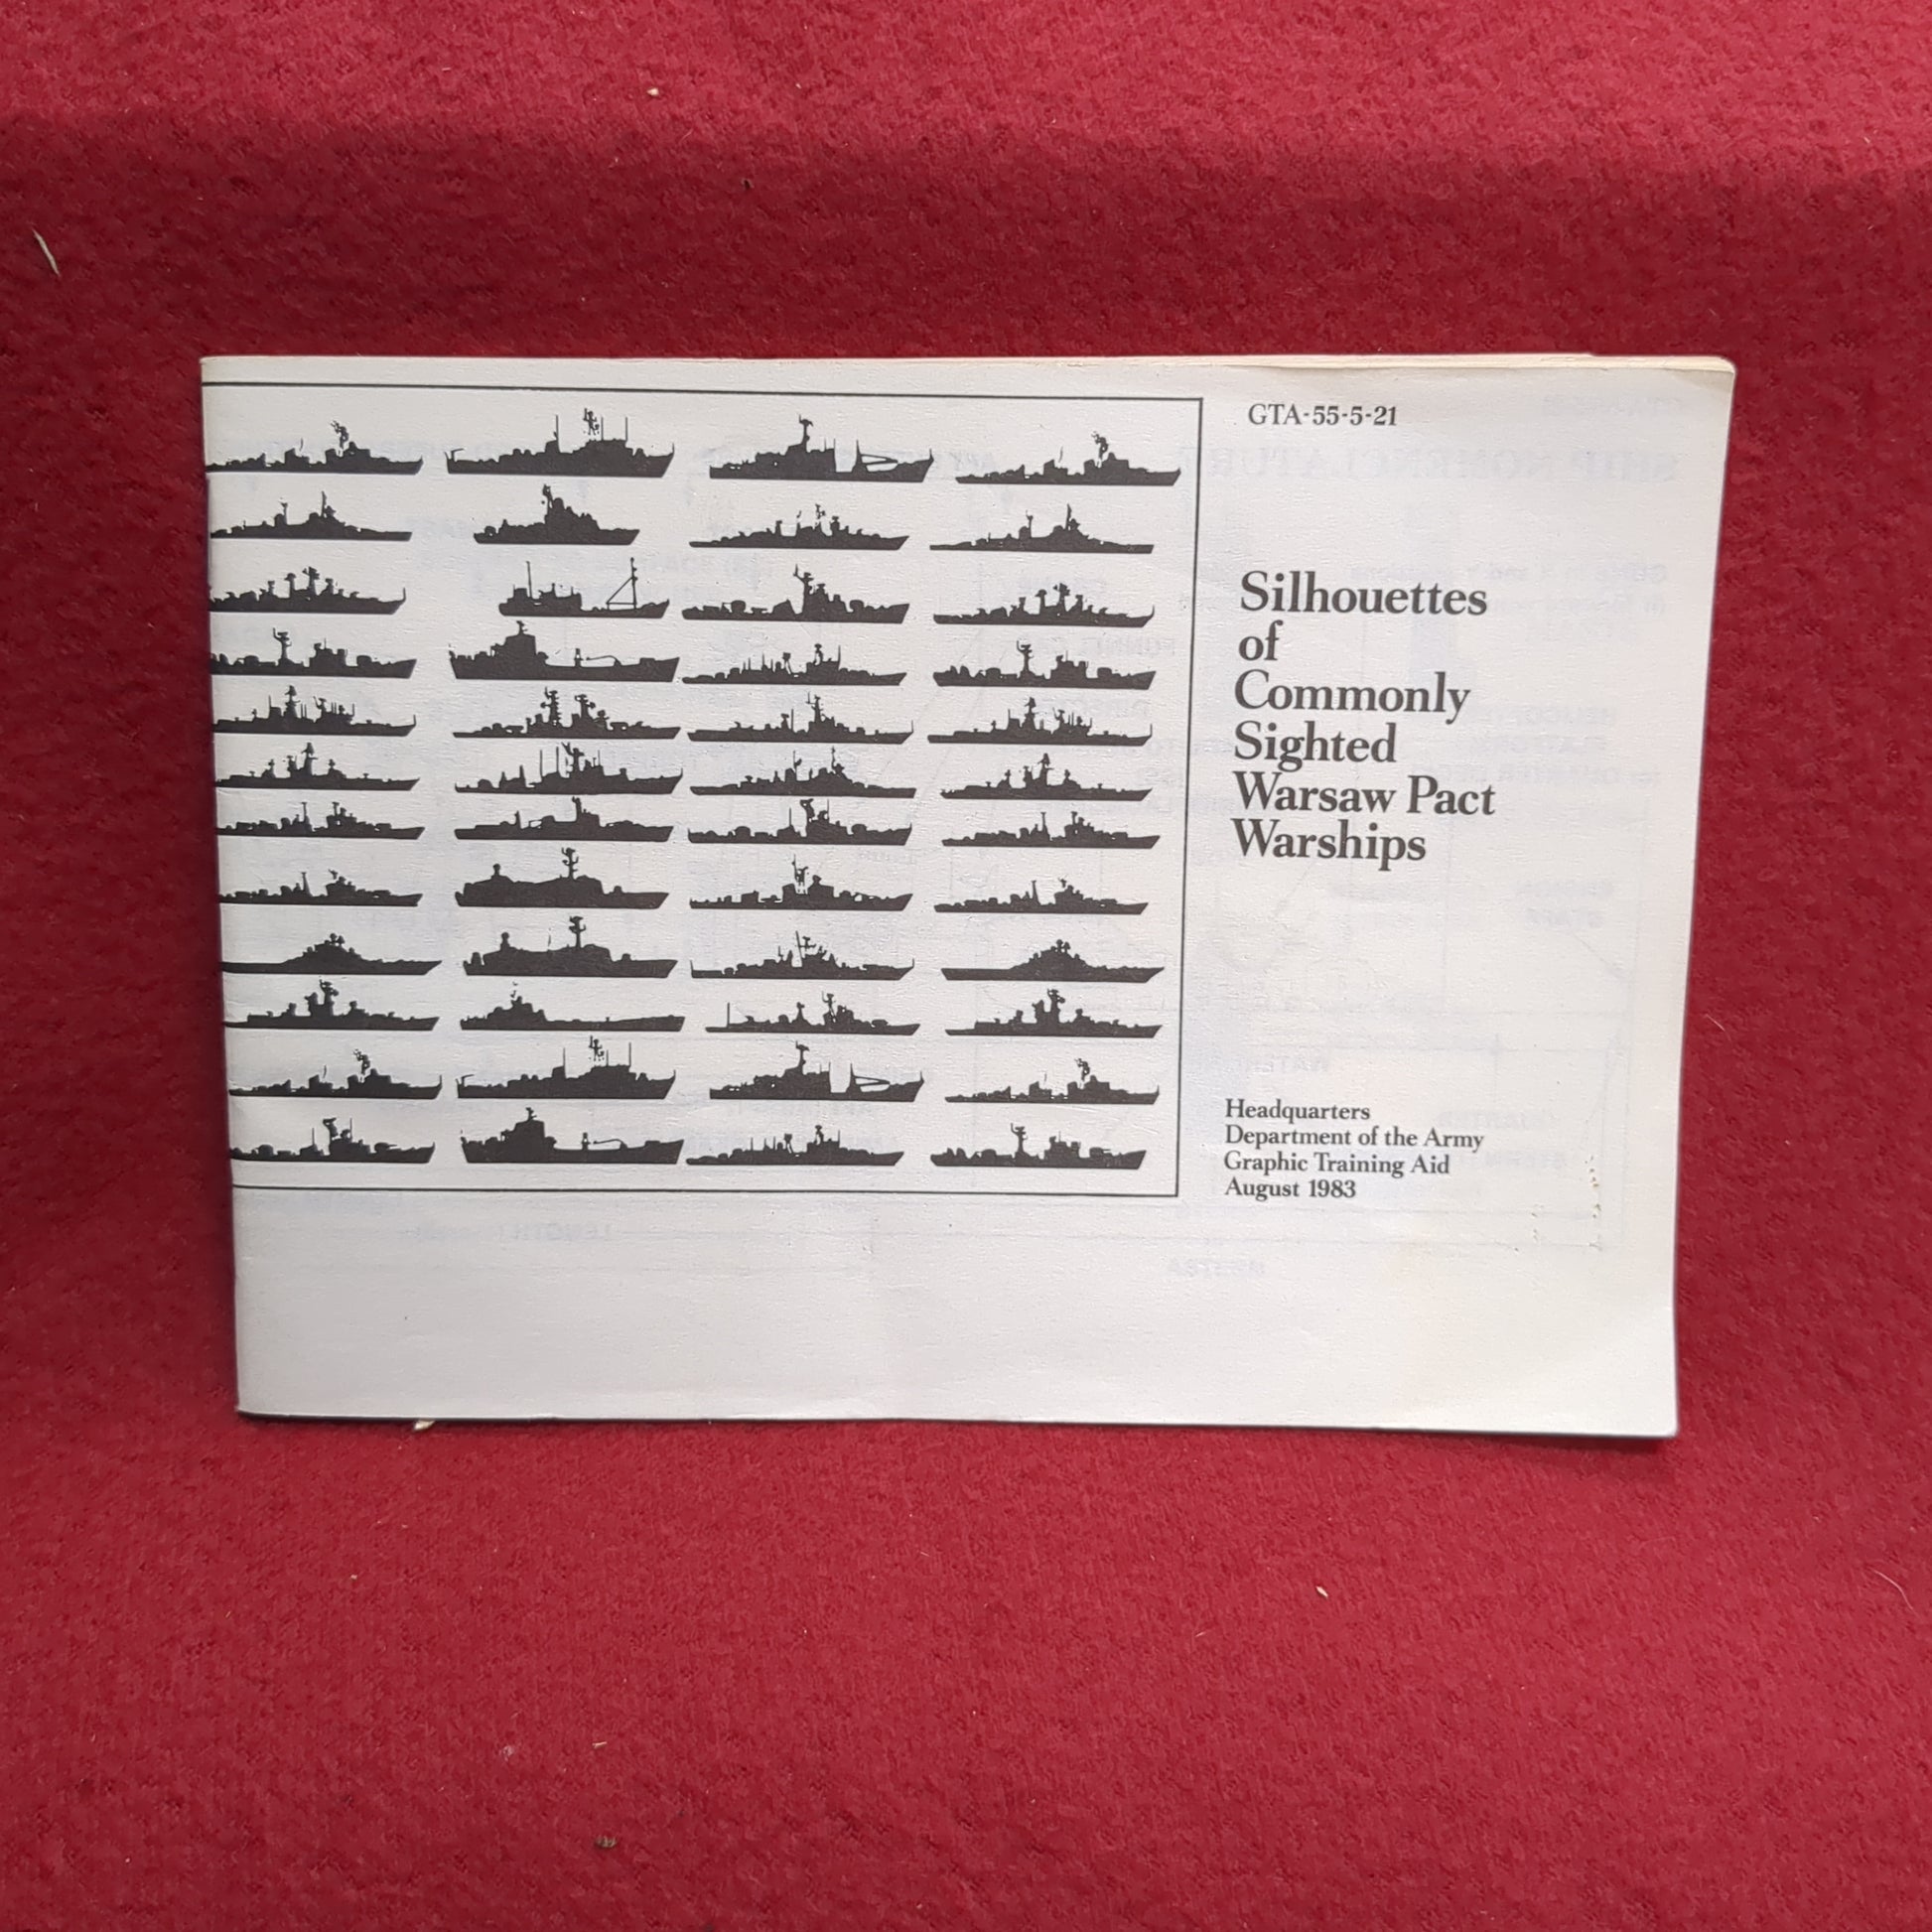 GTA-55-5-21
Silhouettes
of
Commonly
Sighted
Warsaw Pact
Warships
Headquarters
Department of the Army
Graphic Training Aid
August 1983